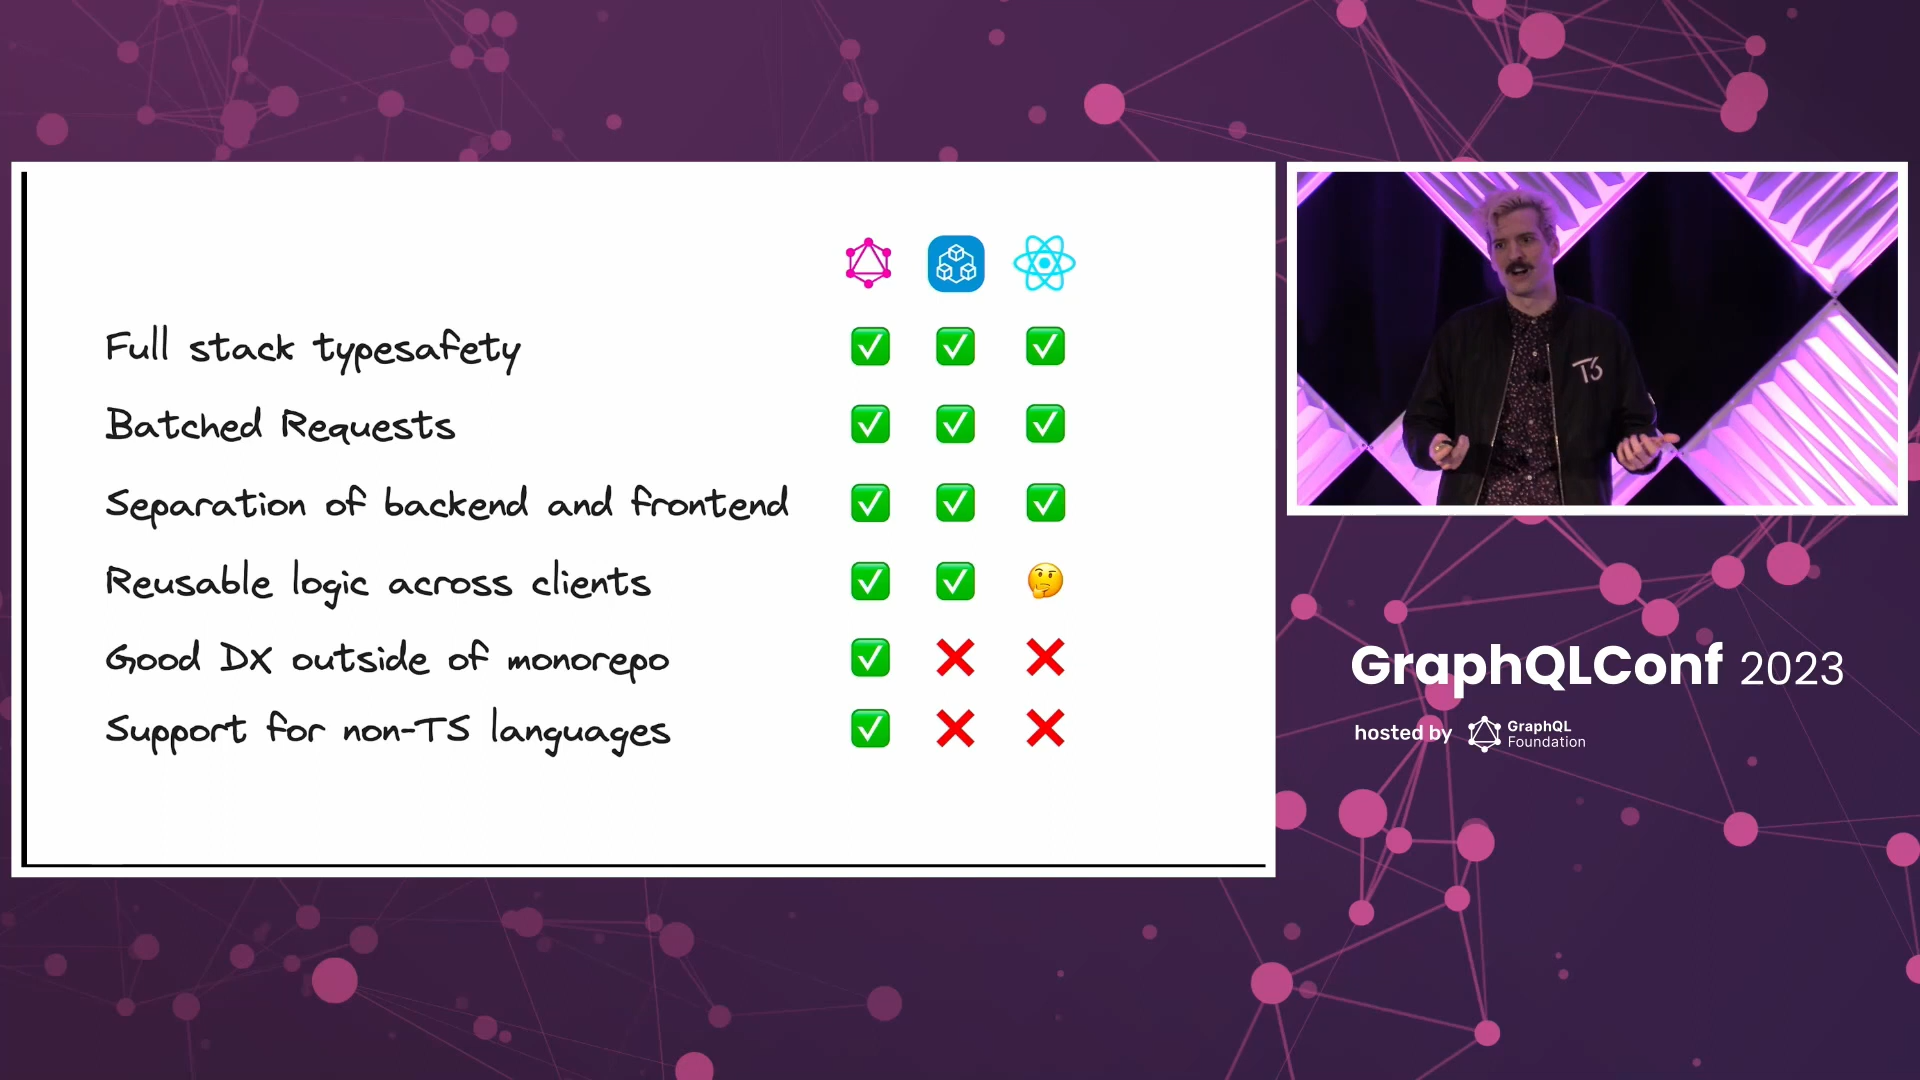 Full stack typesafety
Batched Requests
Separation of backend and frontend
Reusable logic across clients
Good DX outside of monorepo
Support for non-TS languages
T3
GraphQLConf 2023
hosted by GraphQL Foundation